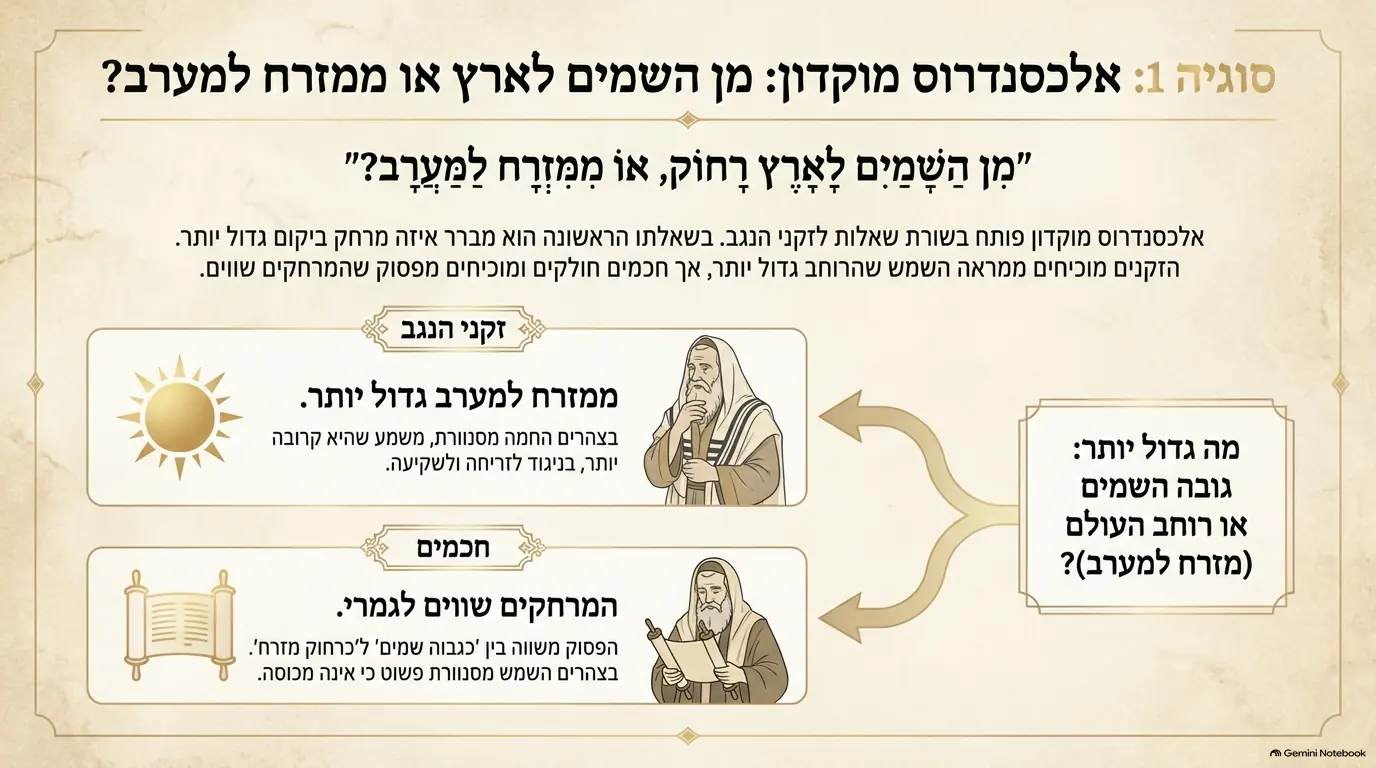 סוגיה 1: אלכסנדרוס מוקדון: מן השמים לארץ או ממזרח למערב?
"מִן הַשָּׁמַיִם לָאָרֶץ רָחוֹק, אוֹ מִמִּזְרָח לַמַּעֲרָב?"
אלכסנדרוס מוקדון פותח בשורת שאלות לזקני הנגב. בשאלתו הראשונה הוא מברר איזה מרחק ביקום גדול יותר.
הזקנים מוכיחים ממראה השמש שהרוחב גדול יותר, אך חכמים חולקים ומוכיחים מפסוק שהמרחקים שווים.
מה גדול יותר:
גובה השמים
או רוחב העולם
(מזרח למערב)?
זקני הנגב
ממזרח למערב גדול יותר.
בצהרים החמה מסנוורת, משמע שהיא קרובה
יותר, בניגוד לזריחה ולשקיעה.
חכמים
המרחקים שווים לגמרי.
הפסוק משווה בין 'כגבוה שמים' ל'כרחוק מזרח'.
בצהרים השמש מסנוורת פשוט כי אינה מכוסה.
Gemini Notebook